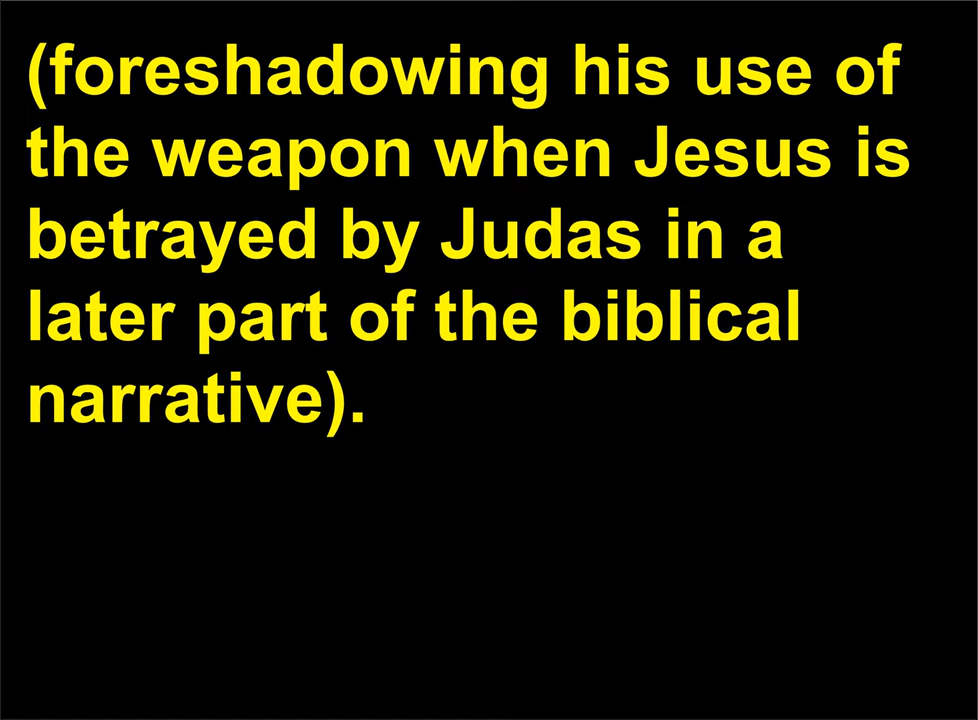 (foreshadowing his use of
the weapon when Jesus is
betrayed by Judas in a
later part of the biblical
narrative).